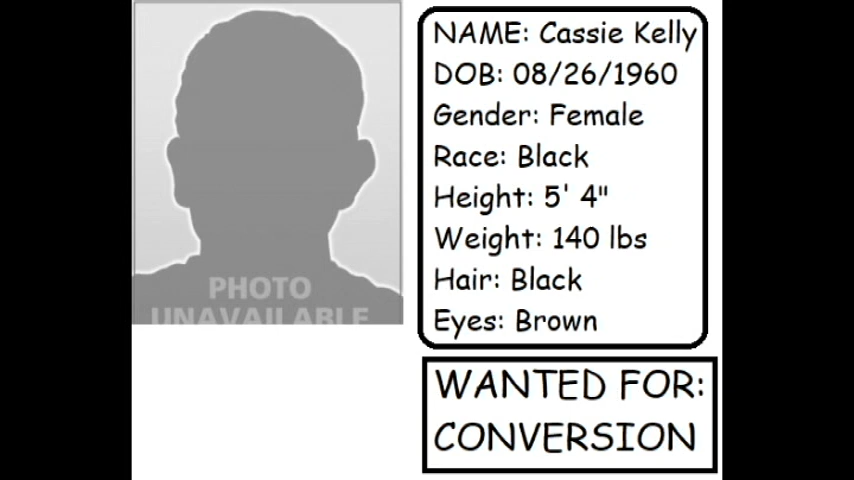 PHOTO
UNAVAILABLE
NAME: Cassie Kelly
DOB: 08/26/1960
Gender: Female
Race: Black
Height: 5' 4"
Weight: 140 lbs
Hair: Black
Eyes: Brown
WANTED FOR:
CONVERSION